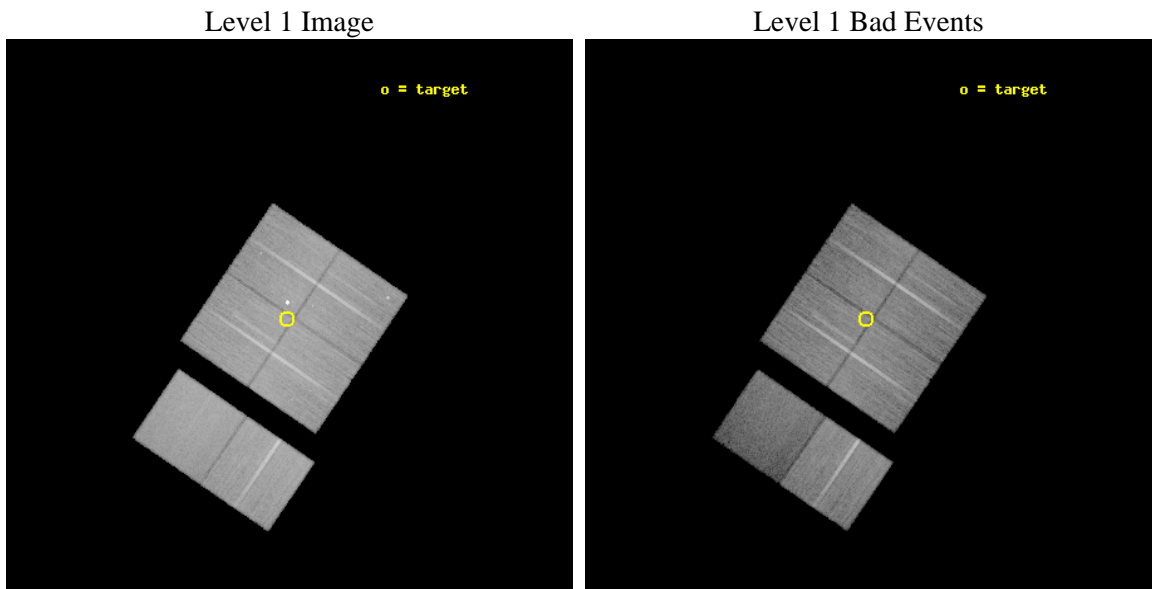 Level 1 Image
Level 1 Bad Events
o = target
o = target